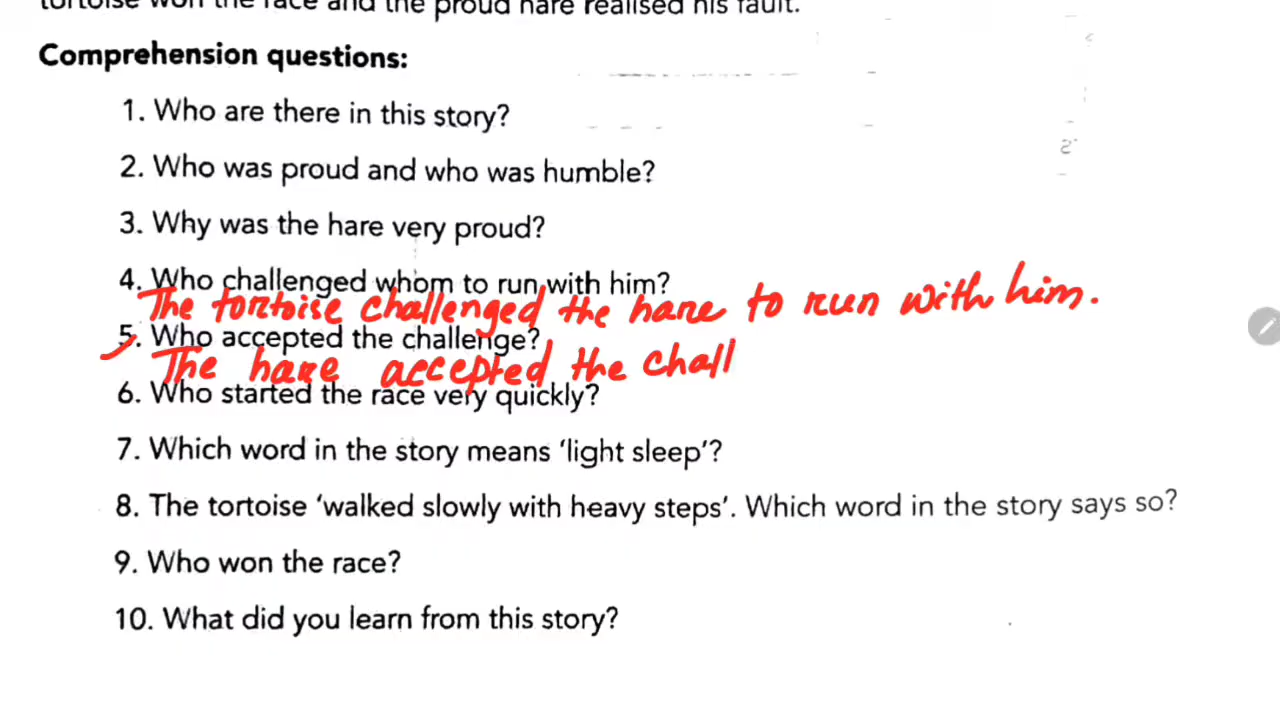 tortoise won the race and the proud hare realised his fault.
Comprehension questions:
1. Who are there in this story?
2. Who was proud and who was humble?
3. Why was the hare very proud?
4. Who challenged whom to run with him?
The tortoise challenged the hare to run with him.
5. Who accepted the challenge?
The hare accepted the chall
6. Who started the race very quickly?
7. Which word in the story means ‘light sleep’?
8. The tortoise ‘walked slowly with heavy steps’. Which word in the story says so?
9. Who won the race?
10. What did you learn from this story?